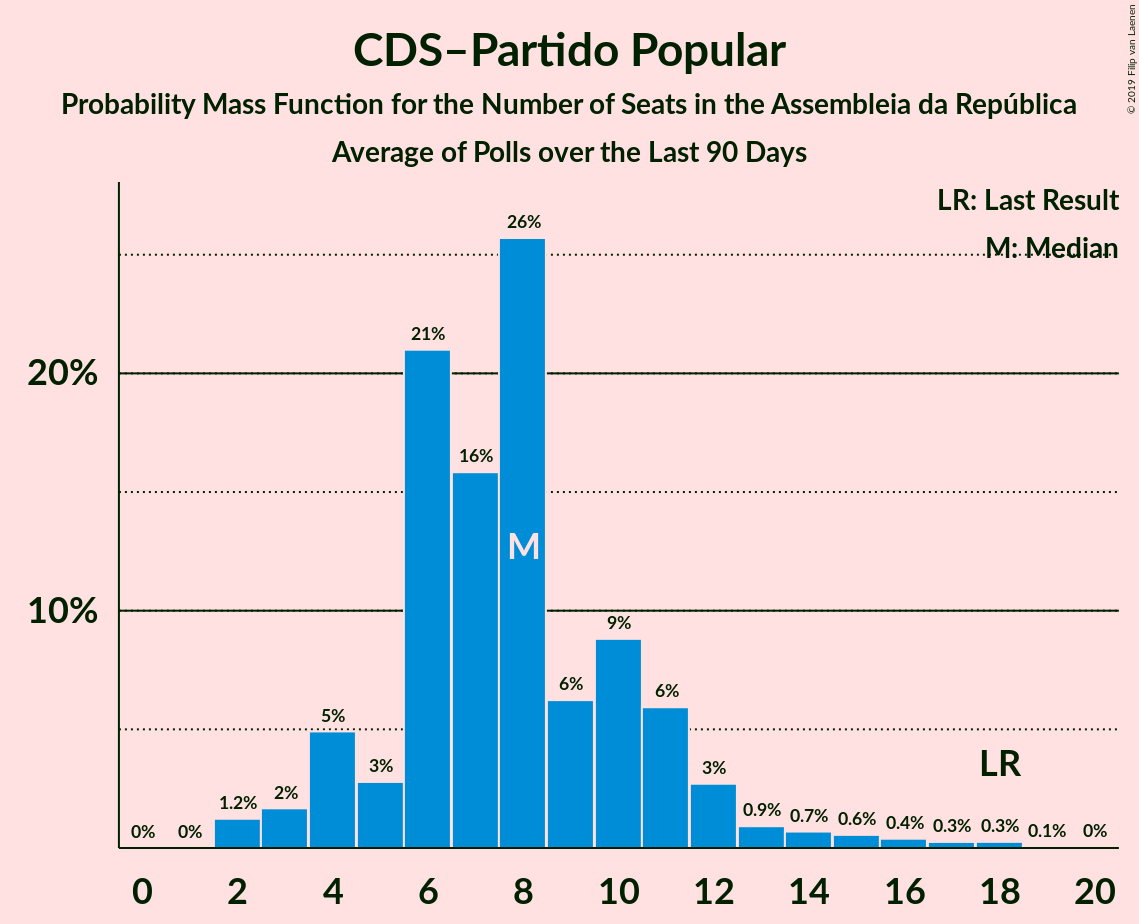 CDS–Partido Popular
Probability Mass Function for the Number of Seats in the Assembleia da República
Average of Polls over the Last 90 Days
© 2019 Filip van Laenen
LR: Last Result
M: Median
20%
10%
0%
0%
1.2%
2%
5%
3%
21%
16%
26%
M
6%
9%
6%
3%
0.9%
0.7%
0.6%
0.4%
0.3%
0.3%
0.1%
0%
LR
0 2 4 6 8 10 12 14 16 18 20